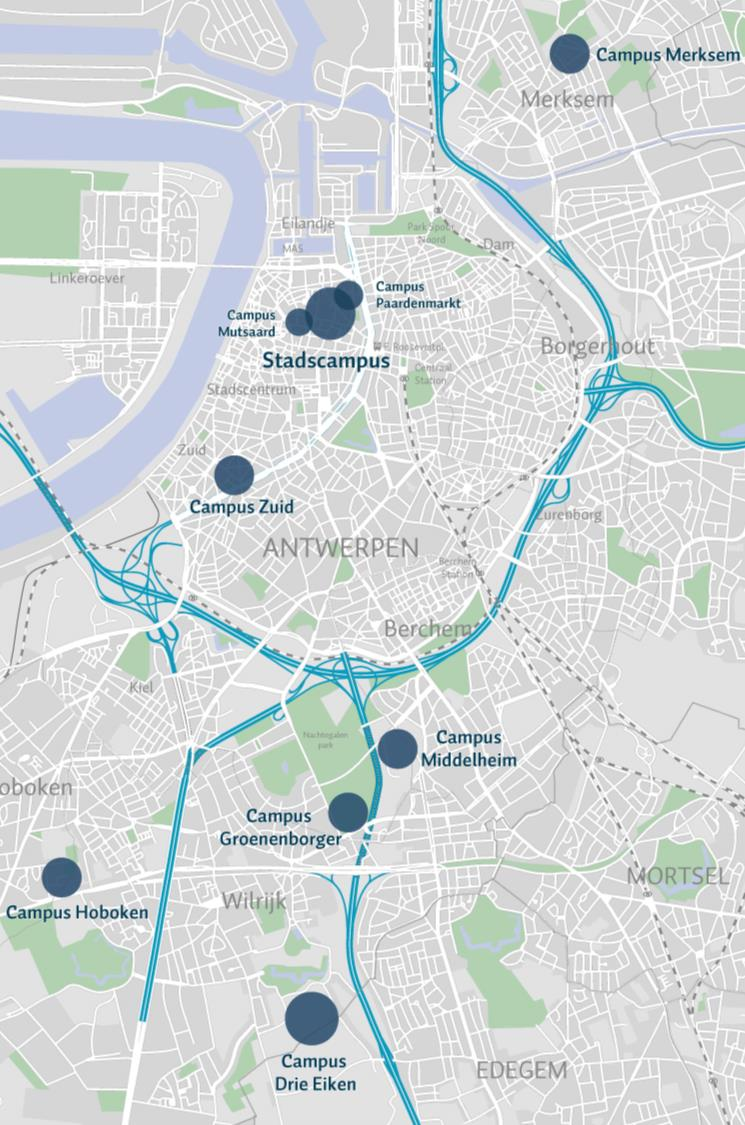 Campus Merksem
Merksem
Eilandje
MAS
Park Spoor
Noord
Dam
Linkeroever
Campus
Paardenmarkt
Campus
Mutsaard
Stadscampus
F. Rooseveltpl.
Borgerhout
Centraal
Station
Stadscentrum
Zuid
Campus Zuid
Zurenborg
ANTWERPEN
Berchem
Station
Berchem
Kiel
Nachtegalen
park
Campus
Middelheim
oboken
Campus
Groenenborger
MORTSEL
Campus Hoboken
Wilrijk
Campus
Drie Eiken
EDEGEM